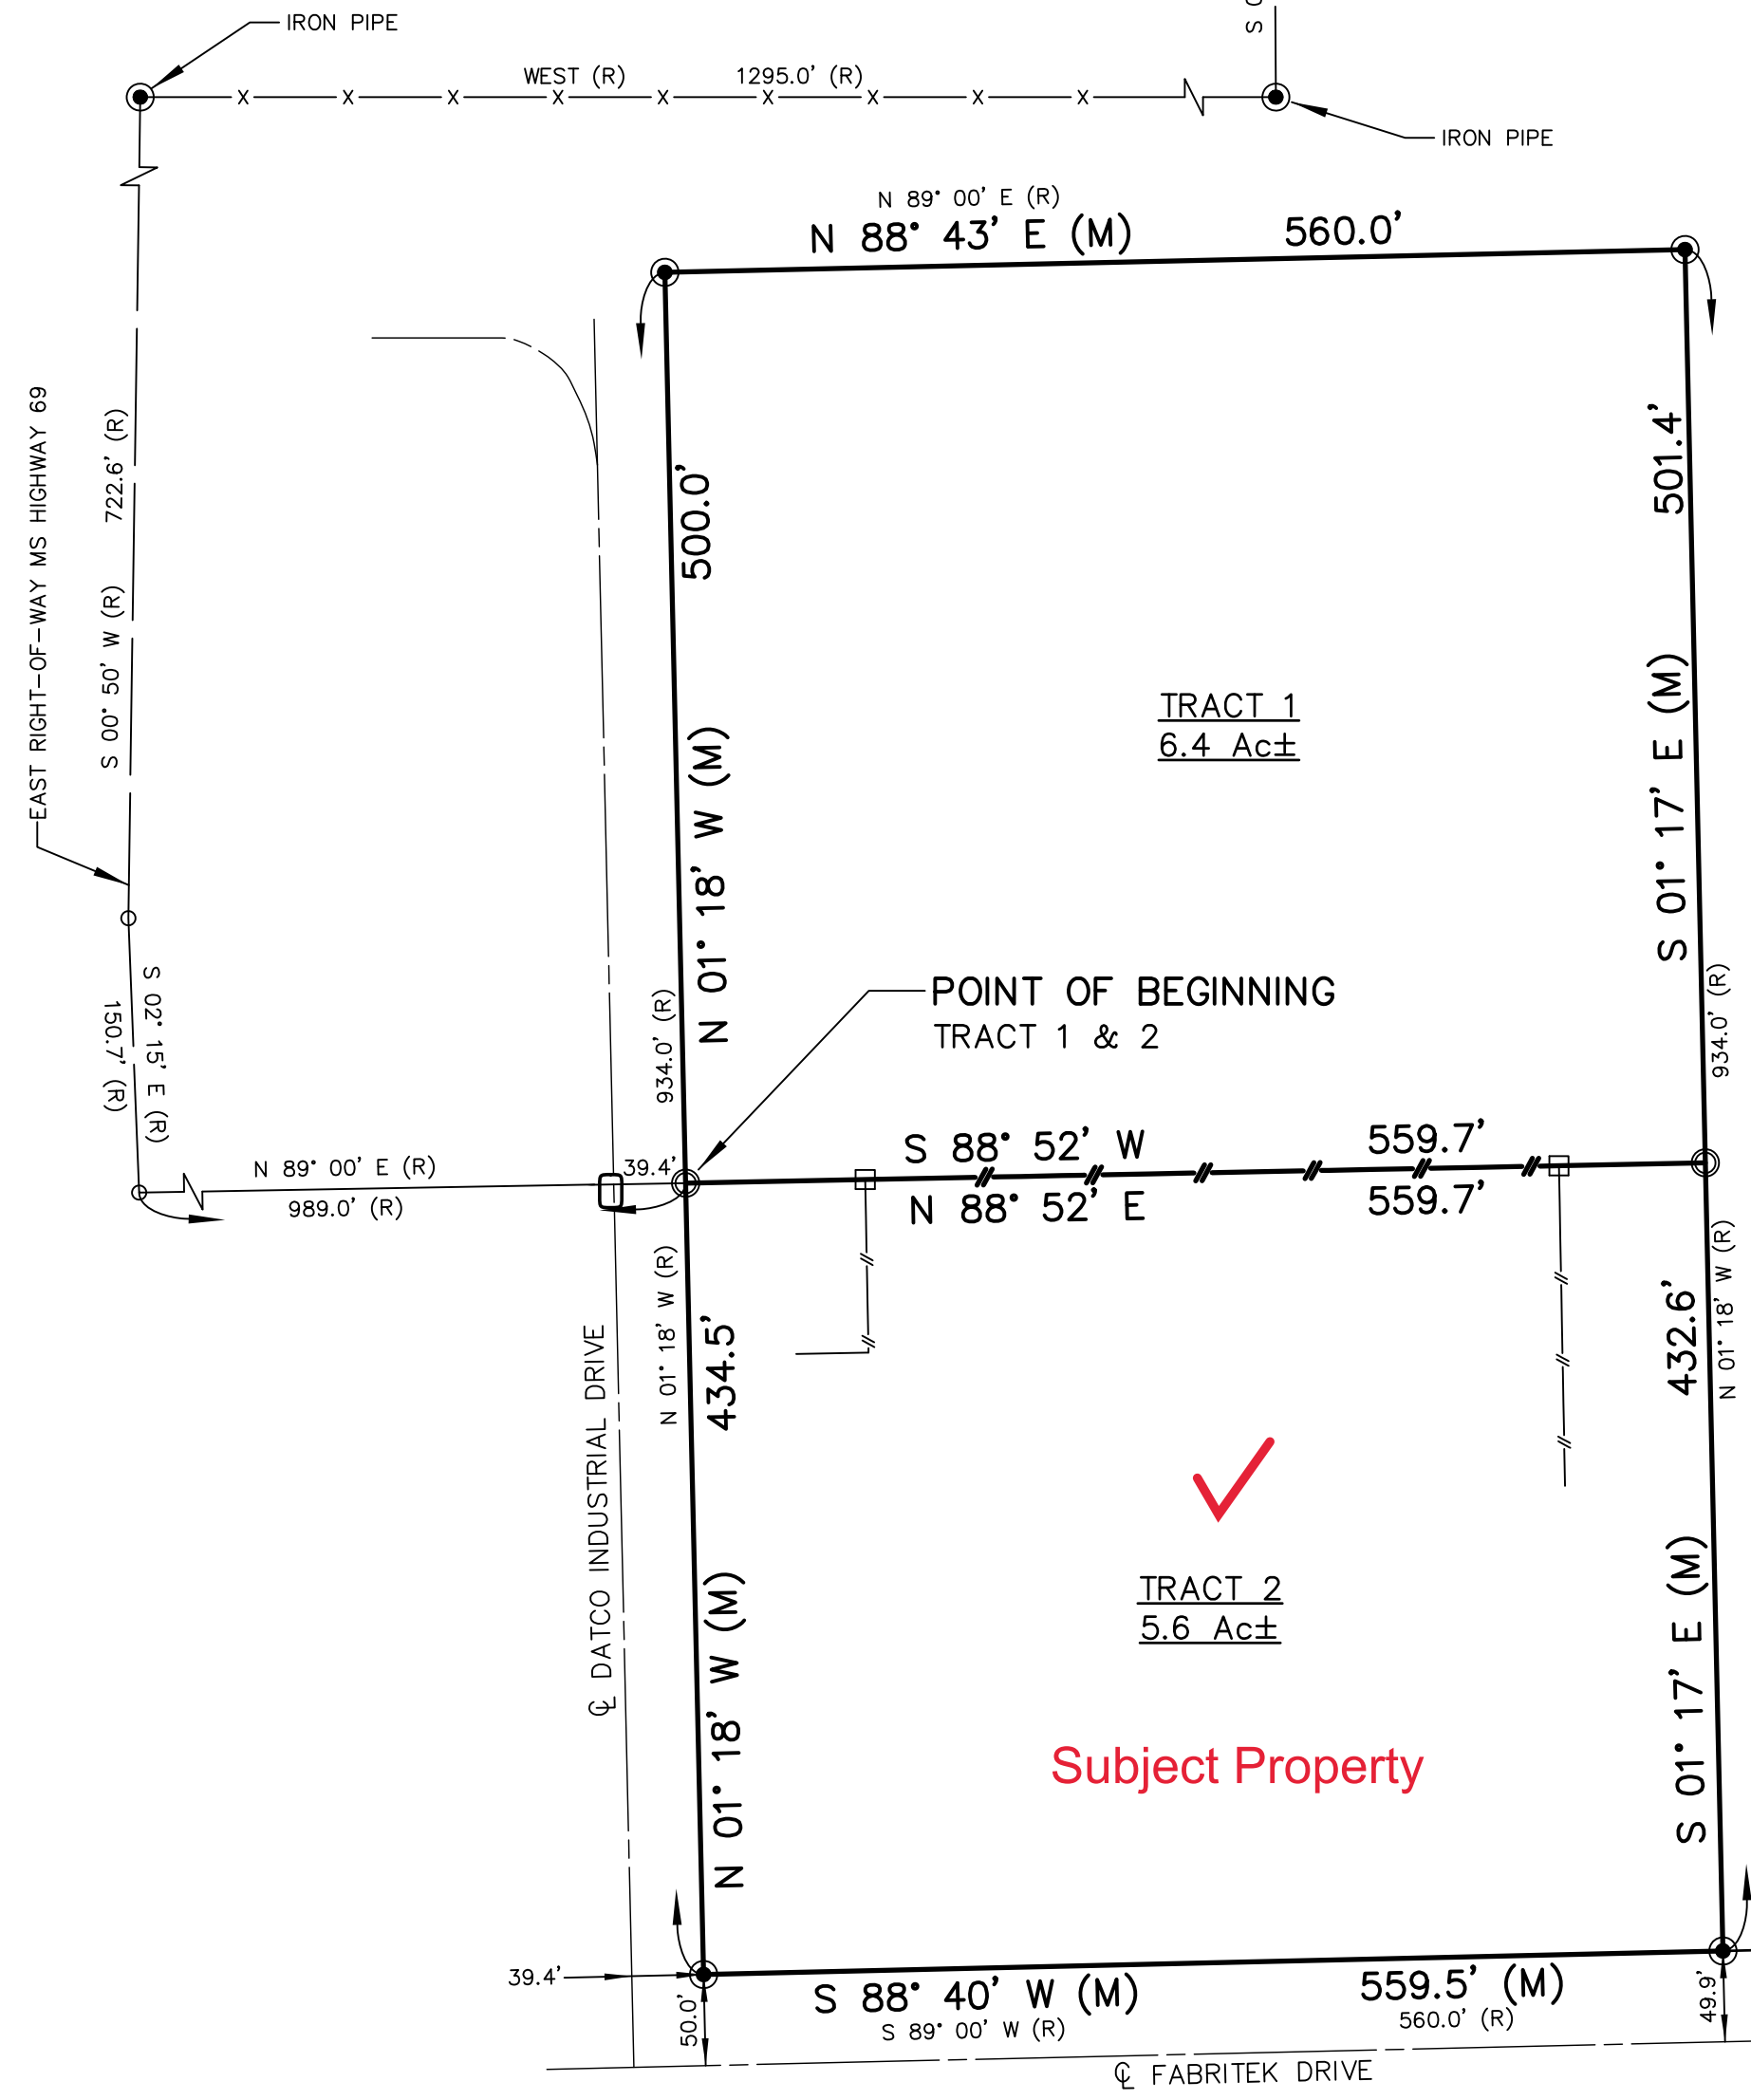 IRON PIPE
S 0
WEST (R) 1295.0' (R)
IRON PIPE
N 89° 00' E (R)
N 88° 43' E (M) 560.0'
EAST RIGHT-OF-WAY MS HIGHWAY 69
S 00° 50' W (R) 722.6' (R)
N 01° 18' W (M) 500.0'
S 01° 17' E (M) 501.4'
TRACT 1
6.4 Ac±
934.0' (R)
934.0' (R)
S 02° 15' E (R)
150.7' (R)
POINT OF BEGINNING
TRACT 1 & 2
N 89° 00' E (R)
989.0' (R)
39.4'
S 88° 52' W 559.7'
N 88° 52' E 559.7'
N 01° 18' W (R)
N 01° 18' W (R)
℄ DATCO INDUSTRIAL DRIVE
N 01° 18' W (M) 434.5'
S 01° 17' E (M) 432.6'
TRACT 2
5.6 Ac±
Subject Property
39.4'
50.0'
S 88° 40' W (M) 559.5' (M)
S 89° 00' W (R) 560.0' (R)
49.9'
℄ FABRITEK DRIVE
x x x x x x x x x